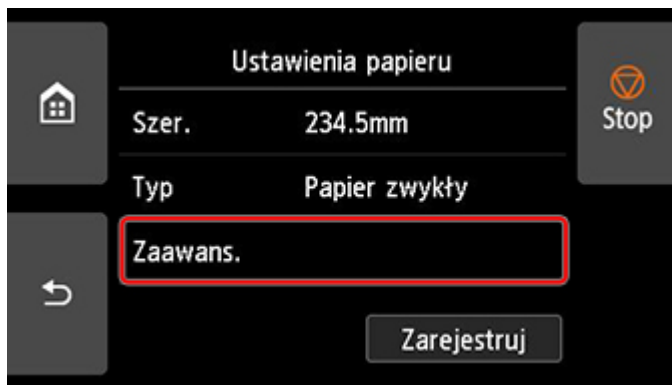 Ustawienia papieru
Szer. 234.5mm
Typ Papier zwykły
Zaawans.
Zarejestruj
Stop